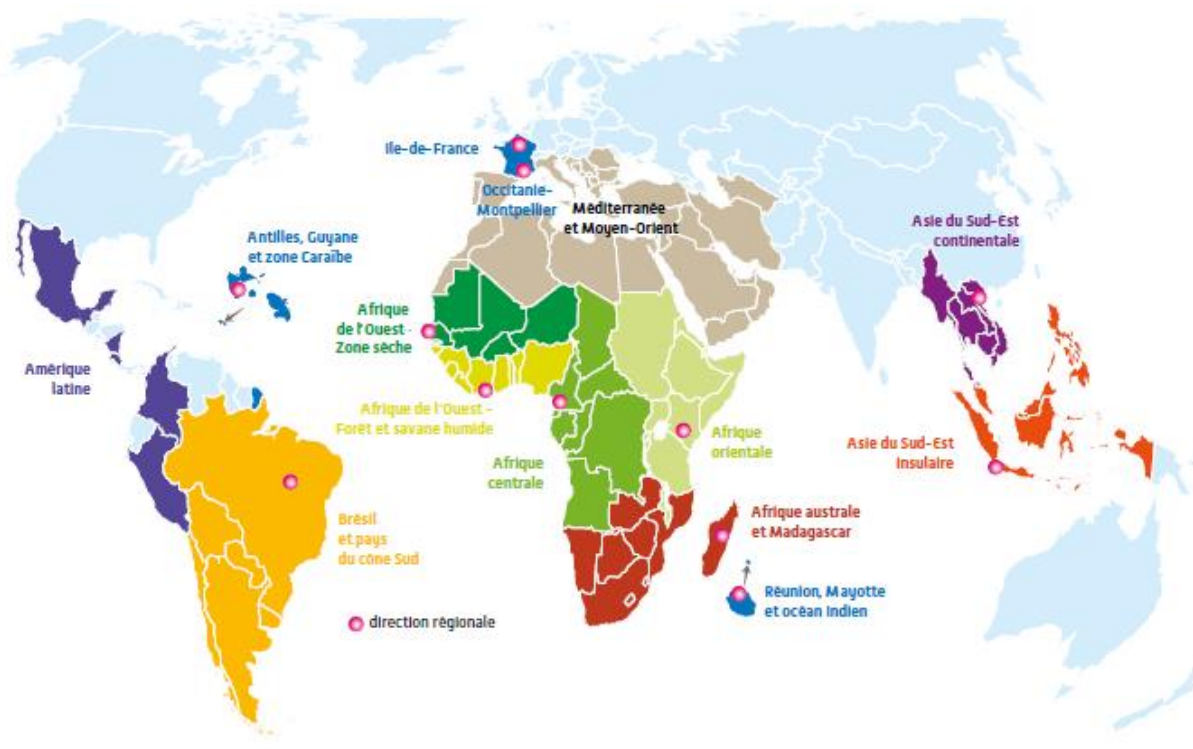 Ile-de-France
Occitanie-
Montpellier
Méditerranée
et Moyen-Orient
Asie du Sud-Est
continentale
Antilles, Guyane
et zone Caraïbe
Afrique
de l'Ouest -
Zone sèche
Amérique
latine
Afrique de l'Ouest -
Forêt et savane humide
Afrique
orientale
Asie du Sud-Est
insulaire
Afrique
centrale
Afrique australe
et Madagascar
Brésil
et pays
du cône Sud
Réunion, Mayotte
et océan Indien
direction régionale